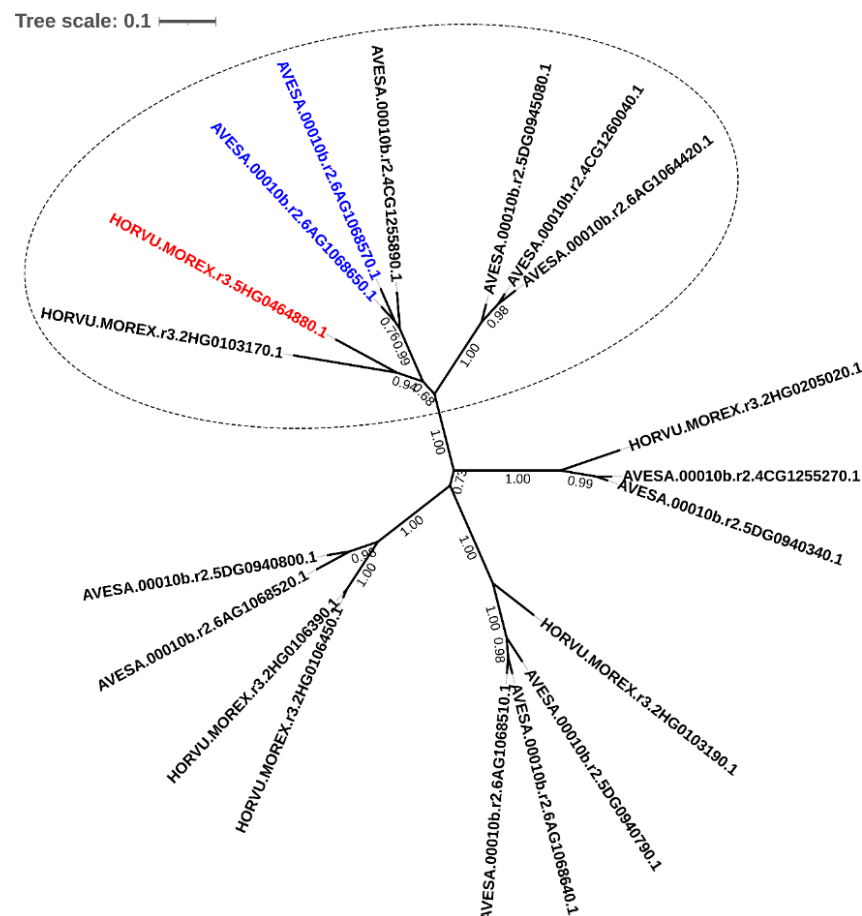 Tree scale: 0.1
AVESA.00010b.r2.4CG1255890.1
AVESA.00010b.r2.6AG1068570.1
AVESA.00010b.r2.6AG1068650.1
HORVU.MOREX.r3.5HG0464880.1
HORVU.MOREX.r3.2HG0103170.1
AVESA.00010b.r2.5DG0945080.1
AVESA.00010b.r2.4CG1260040.1
AVESA.00010b.r2.6AG1064420.1
0.76
0.99
0.98
1.00
0.94
0.68
1.00
HORVU.MOREX.r3.2HG0205020.1
AVESA.00010b.r2.4CG1255270.1
AVESA.00010b.r2.5DG0940340.1
0.73
1.00
0.99
1.00
1.00
0.98
1.00
AVESA.00010b.r2.5DG0940800.1
AVESA.00010b.r2.6AG1068520.1
HORVU.MOREX.r3.2HG0106390.1
HORVU.MOREX.r3.2HG0106450.1
1.00
0.98
HORVU.MOREX.r3.2HG0103190.1
AVESA.00010b.r2.5DG0940790.1
AVESA.00010b.r2.6AG1068640.1
AVESA.00010b.r2.6AG1068510.1